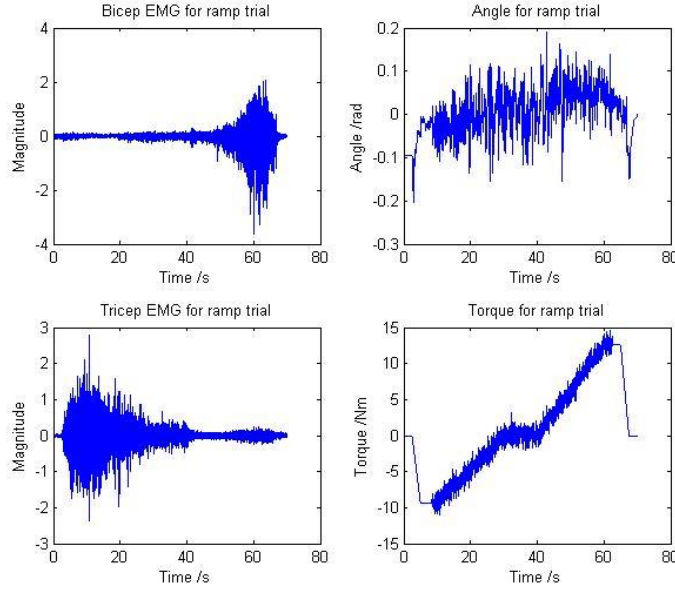 Bicep EMG for ramp trial
4
2
0
-2
-4
Magnitude
0 20 40 60 80
Time /s
Angle for ramp trial
0.2
0.1
0
-0.1
-0.2
-0.3
Angle /rad
0 20 40 60 80
Time /s
Tricep EMG for ramp trial
3
2
1
0
-1
-2
-3
Magnitude
0 20 40 60 80
Time /s
Torque for ramp trial
15
10
5
0
-5
-10
-15
Torque /Nm
0 20 40 60 80
Time /s